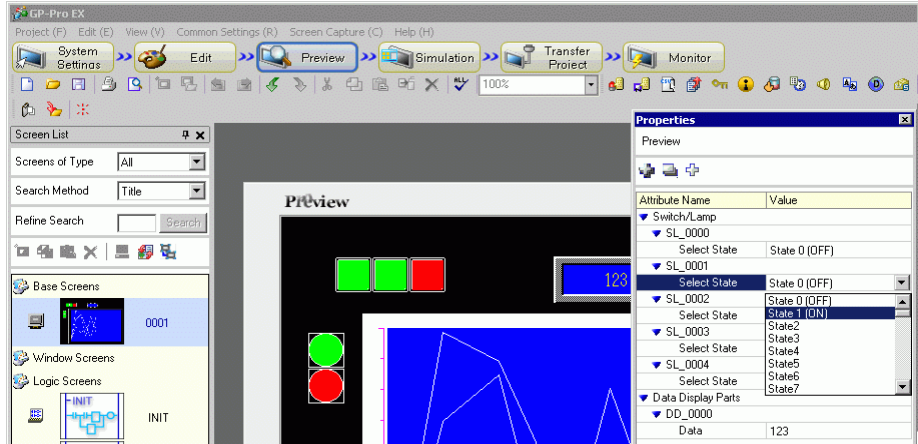 GP-Pro EX
Project (F) Edit (E) View (V) Common Settings (R) Screen Capture (C) Help (H)
System Settings
Edit
Preview
Simulation
Transfer Project
Monitor
100%
Screen List
Screens of Type All
Search Method Title
Refine Search Search
Base Screens
0001
Window Screens
Logic Screens
INIT
INIT
Preview
123
Properties
Preview
Attribute Name Value
Switch/Lamp
SL_0000
Select State State 0 (OFF)
SL_0001
Select State State 0 (OFF)
SL_0002
Select State
SL_0003
Select State
SL_0004
Select State
State 0 (OFF)
State 1 (ON)
State2
State3
State4
State5
State6
State7
Data Display Parts
DD_0000
Data 123